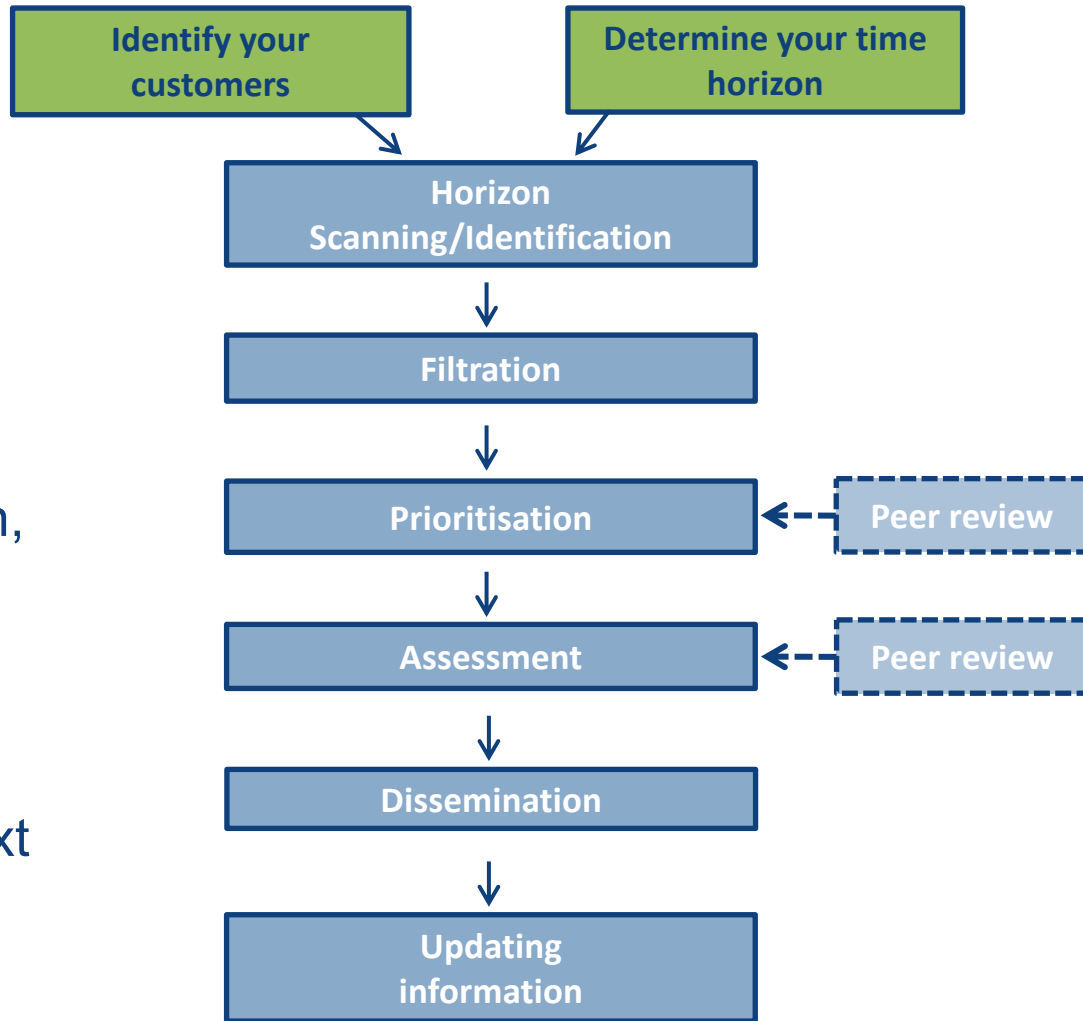 Identify your
customers
Determine your time
horizon
Horizon
Scanning/Identification
Filtration
Prioritisation
Peer review
Assessment
Peer review
Dissemination
Updating
information